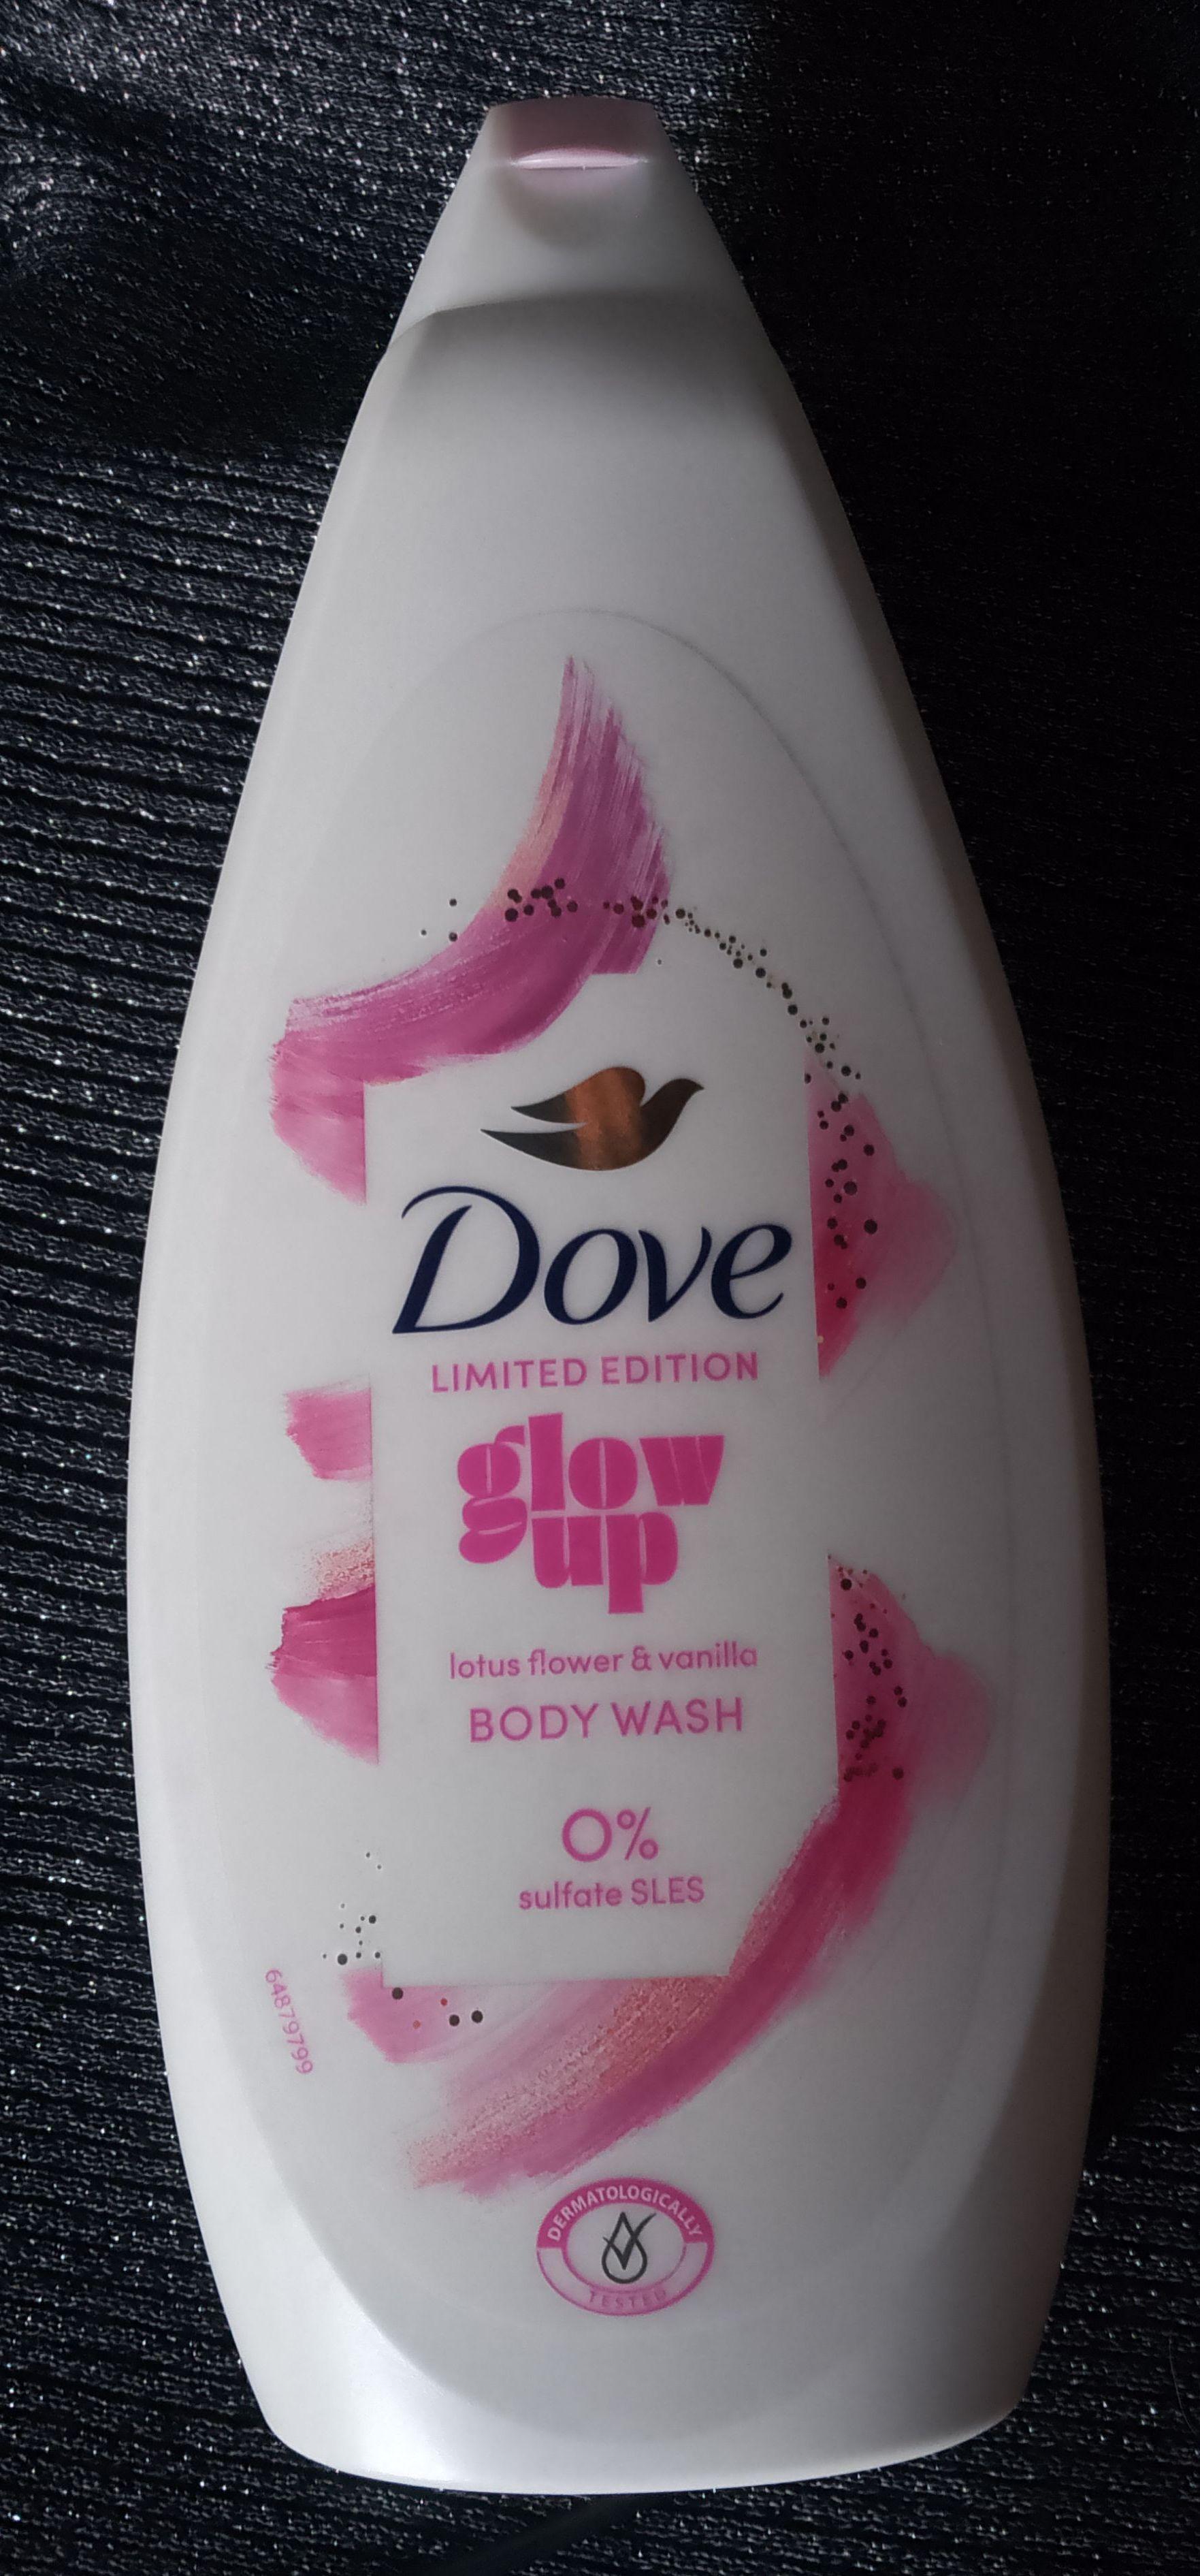 Dove
LIMITED EDITION
glow
up
lotus flower & vanilla
BODY WASH
0%
sulfate SLES
64879799
DERMATOLOGICALLY
TESTED